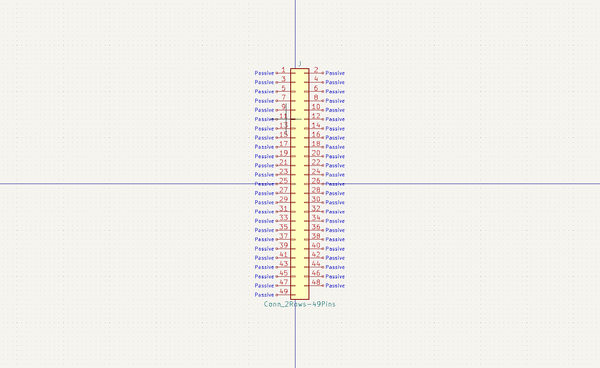 J
Passive 1 2 Passive
Passive 3 4 Passive
Passive 5 6 Passive
Passive 7 8 Passive
Passive 9 10 Passive
Passive 11 12 Passive
Passive 13 14 Passive
Passive 15 16 Passive
Passive 17 18 Passive
Passive 19 20 Passive
Passive 21 22 Passive
Passive 23 24 Passive
Passive 25 26 Passive
Passive 27 28 Passive
Passive 29 30 Passive
Passive 31 32 Passive
Passive 33 34 Passive
Passive 35 36 Passive
Passive 37 38 Passive
Passive 39 40 Passive
Passive 41 42 Passive
Passive 43 44 Passive
Passive 45 46 Passive
Passive 47 48 Passive
Passive 49
Conn_2Rows-49Pins